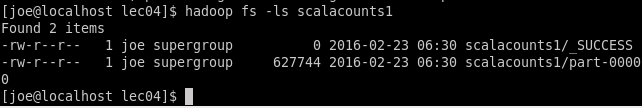 [joe@localhost lec04]$ hadoop fs -ls scalacounts1
Found 2 items
-rw-r--r--   1 joe supergroup          0 2016-02-23 06:30 scalacounts1/_SUCCESS
-rw-r--r--   1 joe supergroup     627744 2016-02-23 06:30 scalacounts1/part-0000
0
[joe@localhost lec04]$